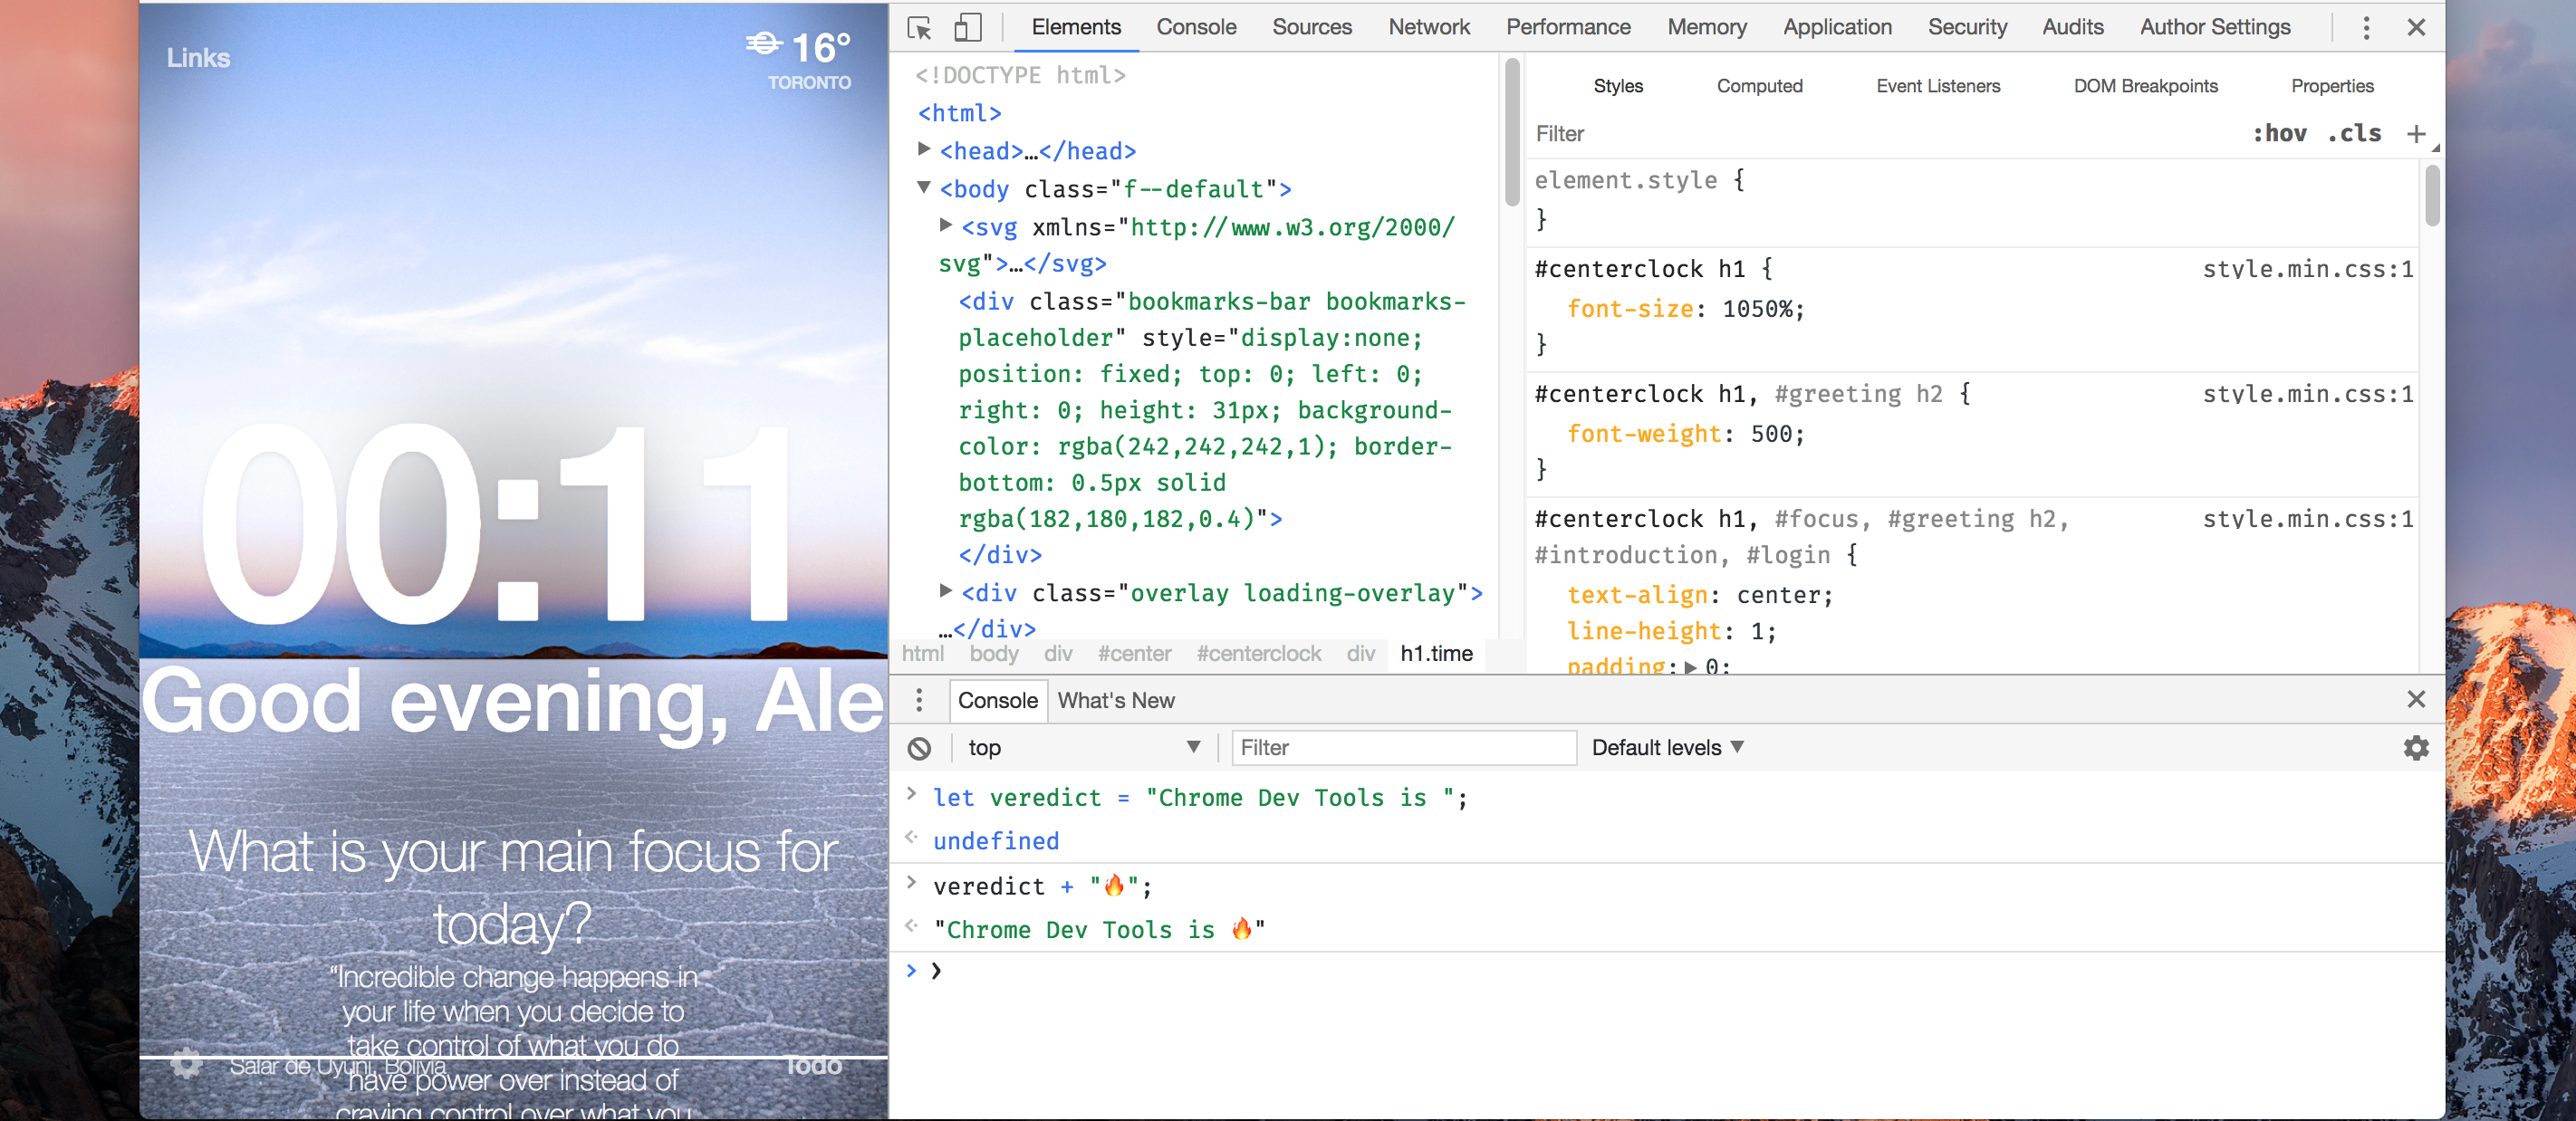 Links
16°
TORONTO
00:11
Good evening, Ale
What is your main focus for
today?
“Incredible change happens in
your life when you decide to
take control of what you do
have power over instead of
craving control over what you
Salar de Uyuni, Bolivia
Todo
Elements Console Sources Network Performance Memory Application Security Audits Author Settings
<!DOCTYPE html>
<html>
<head>…</head>
<body class="f--default">
<svg xmlns="http://www.w3.org/2000/
svg">…</svg>
<div class="bookmarks-bar bookmarks-
placeholder" style="display:none;
position: fixed; top: 0; left: 0;
right: 0; height: 31px; background-
color: rgba(242,242,242,1); border-
bottom: 0.5px solid
rgba(182,180,182,0.4)">
</div>
<div class="overlay loading-overlay">
…</div>
html body div #center #centerclock div h1.time
Styles Computed Event Listeners DOM Breakpoints Properties
Filter :hov .cls +
element.style {
}
#centerclock h1 { style.min.css:1
font-size: 1050%;
}
#centerclock h1, #greeting h2 { style.min.css:1
font-weight: 500;
}
#centerclock h1, #focus, #greeting h2, style.min.css:1
#introduction, #login {
text-align: center;
line-height: 1;
padding: 0;
Console What's New
top Filter Default levels
> let veredict = "Chrome Dev Tools is ";
undefined
> veredict + "🔥";
"Chrome Dev Tools is 🔥"
> ❯